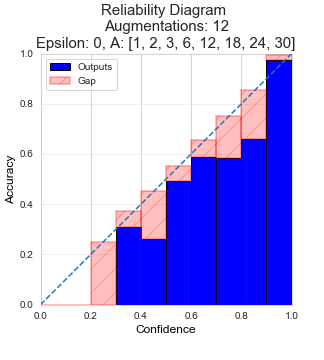 Reliability Diagram
Augmentations: 12
Epsilon: 0, A: [1, 2, 3, 6, 12, 18, 24, 30]
1.0
0.8
0.6
0.4
0.2
0.0
Accuracy
Outputs
Gap
0.0 0.2 0.4 0.6 0.8 1.0
Confidence